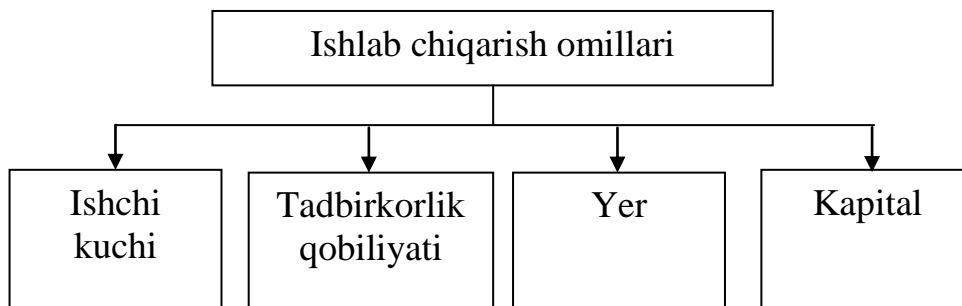 Ishlab chiqarish omillari
Ishchi
kuchi
Tadbirkorlik
qobiliyati
Yer
Kapital